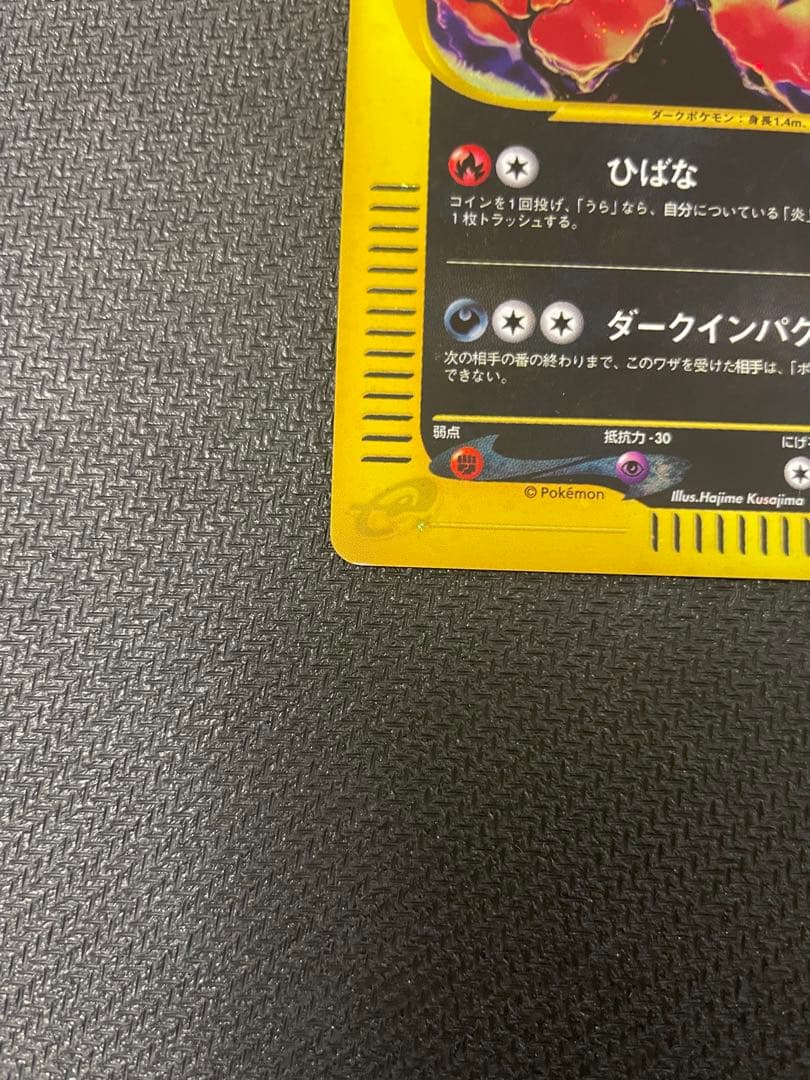 ダークポケモン：身長1.4m、
ひばな
コインを1回投げ、「うら」なら、自分についている「炎」
1枚トラッシュする。
ダークインパク
次の相手の番の終わりまで、このワザを受けた相手は、「ポ
できない。
弱点 抵抗力-30 にげ
© Pokémon Illus.Hajime Kusajima